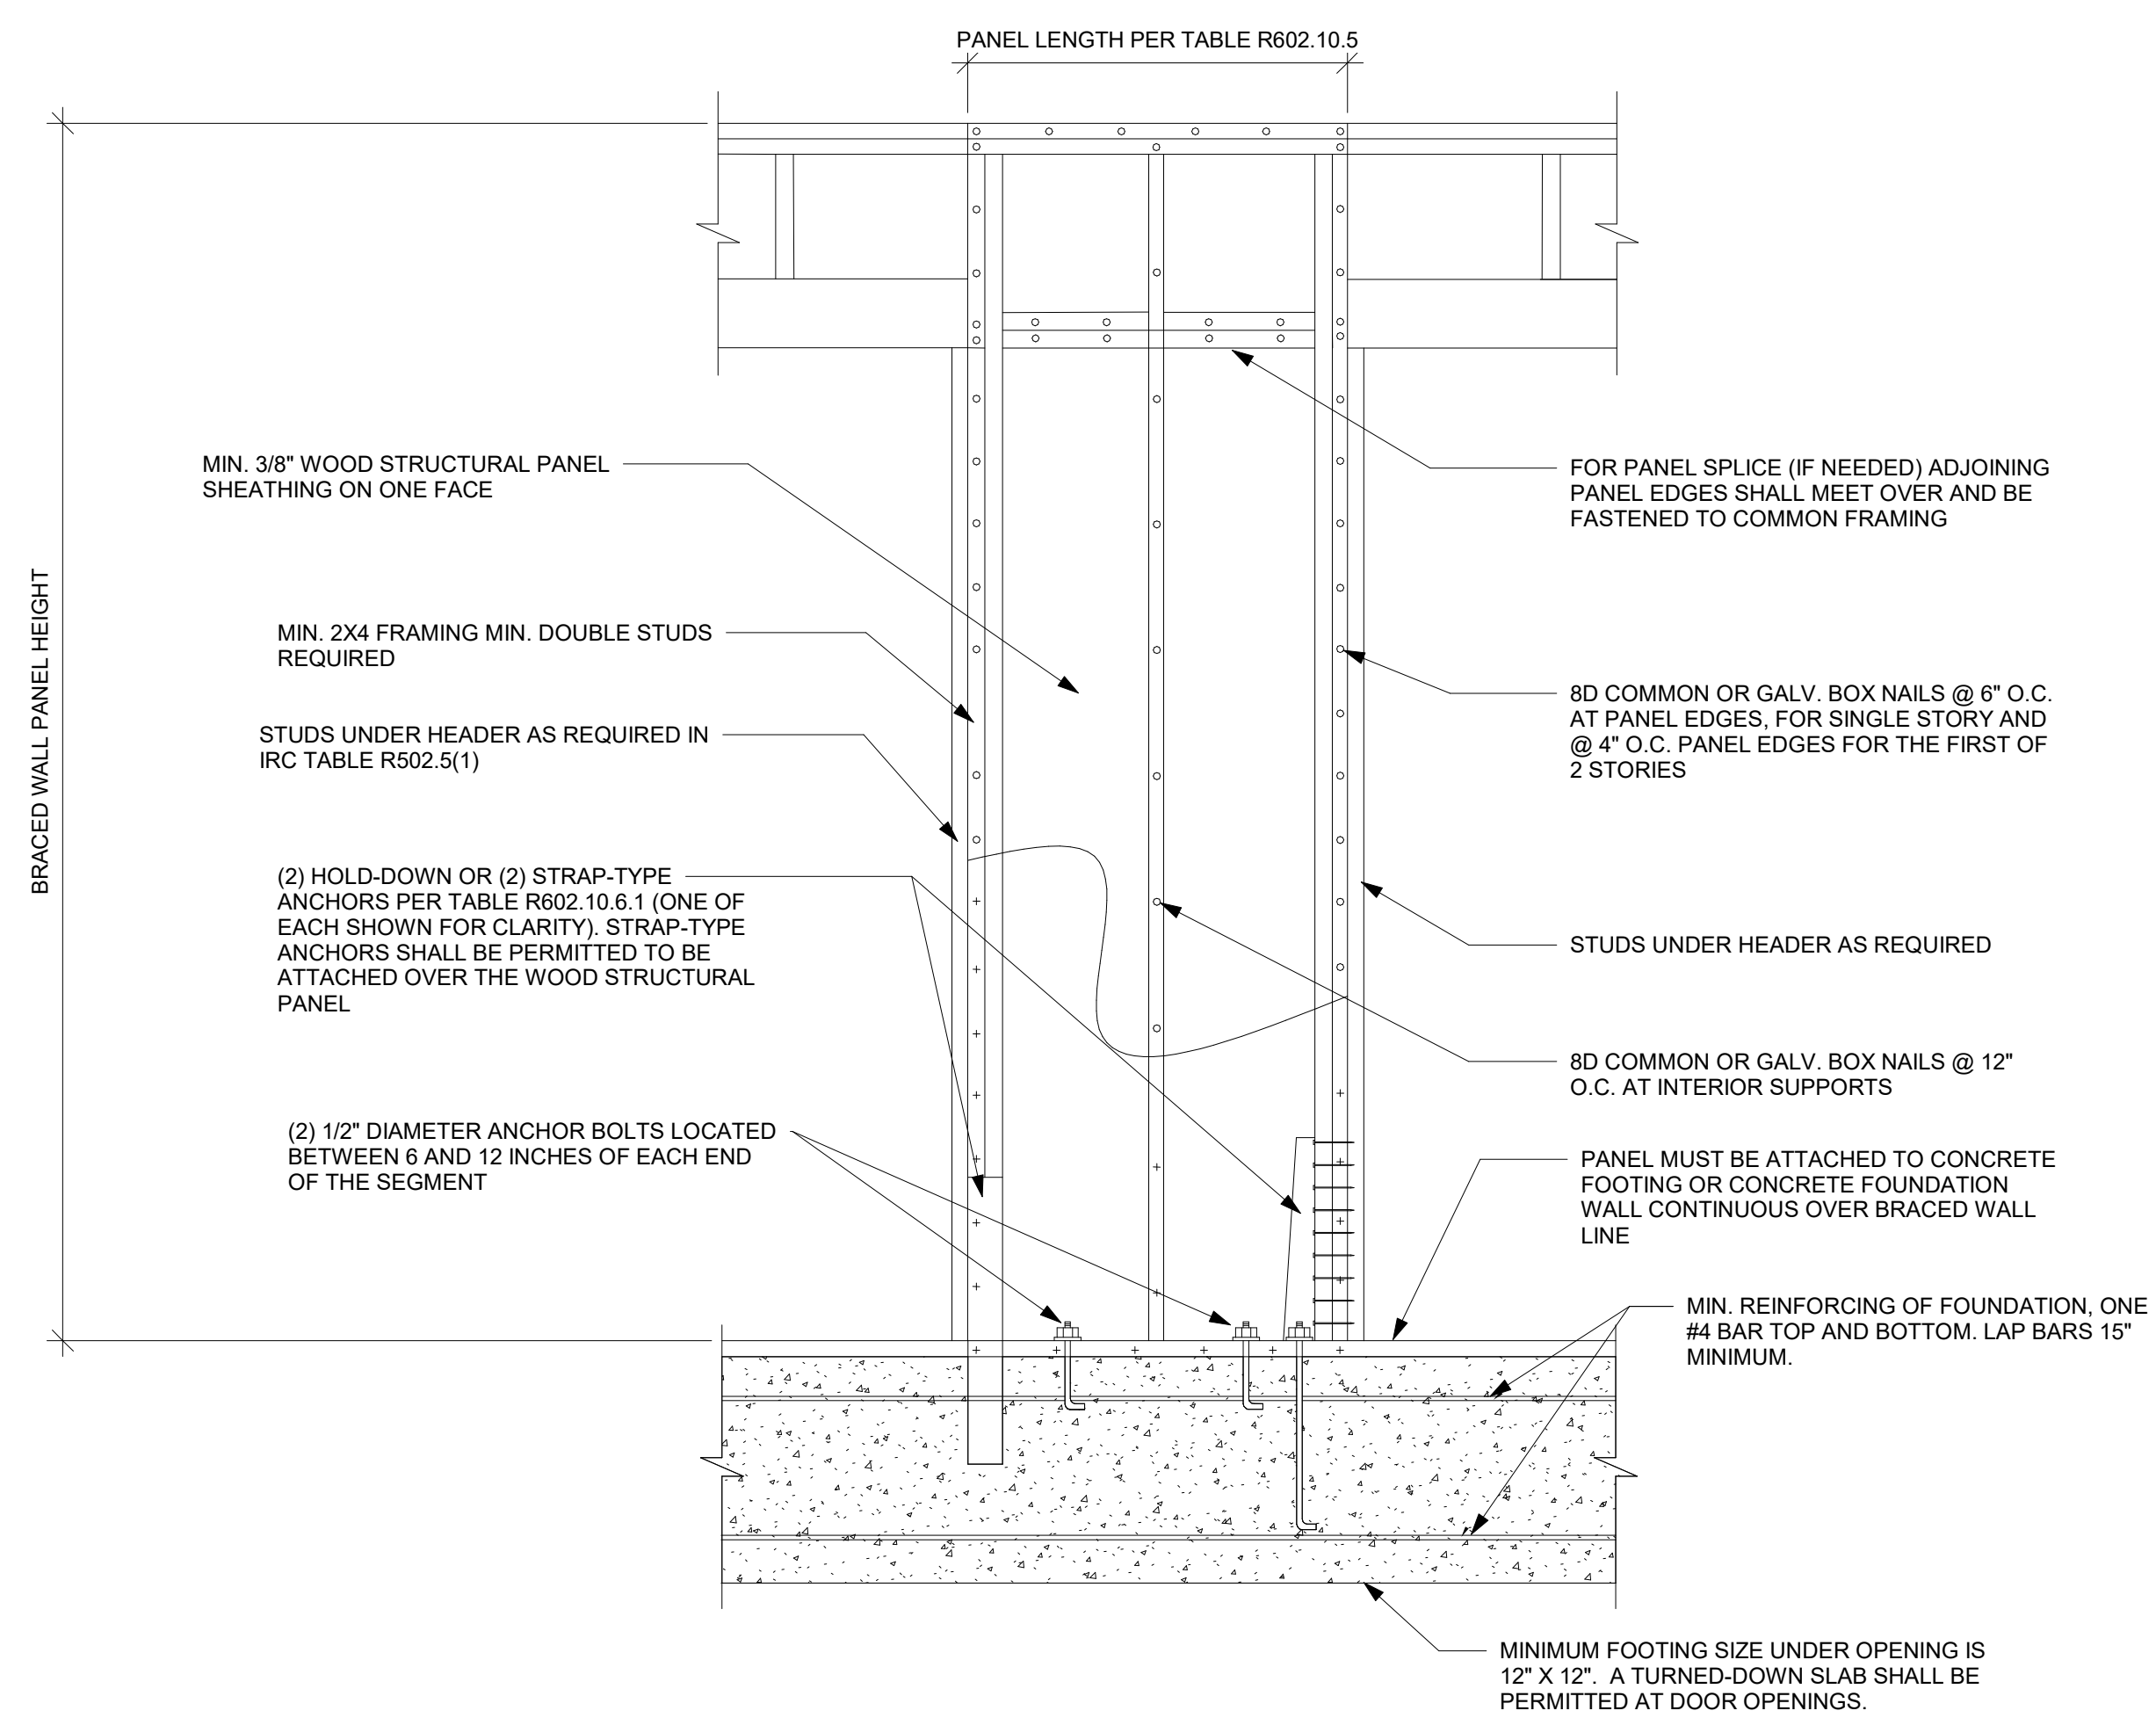 PANEL LENGTH PER TABLE R602.10.5
BRACED WALL PANEL HEIGHT
MIN. 3/8" WOOD STRUCTURAL PANEL
SHEATHING ON ONE FACE
MIN. 2X4 FRAMING MIN. DOUBLE STUDS
REQUIRED
STUDS UNDER HEADER AS REQUIRED IN
IRC TABLE R502.5(1)
(2) HOLD-DOWN OR (2) STRAP-TYPE
ANCHORS PER TABLE R602.10.6.1 (ONE OF
EACH SHOWN FOR CLARITY). STRAP-TYPE
ANCHORS SHALL BE PERMITTED TO BE
ATTACHED OVER THE WOOD STRUCTURAL
PANEL
(2) 1/2" DIAMETER ANCHOR BOLTS LOCATED
BETWEEN 6 AND 12 INCHES OF EACH END
OF THE SEGMENT
FOR PANEL SPLICE (IF NEEDED) ADJOINING
PANEL EDGES SHALL MEET OVER AND BE
FASTENED TO COMMON FRAMING
8D COMMON OR GALV. BOX NAILS @ 6" O.C.
AT PANEL EDGES, FOR SINGLE STORY AND
@ 4" O.C. PANEL EDGES FOR THE FIRST OF
2 STORIES
STUDS UNDER HEADER AS REQUIRED
8D COMMON OR GALV. BOX NAILS @ 12"
O.C. AT INTERIOR SUPPORTS
PANEL MUST BE ATTACHED TO CONCRETE
FOOTING OR CONCRETE FOUNDATION
WALL CONTINUOUS OVER BRACED WALL
LINE
MIN. REINFORCING OF FOUNDATION, ONE
#4 BAR TOP AND BOTTOM. LAP BARS 15"
MINIMUM.
MINIMUM FOOTING SIZE UNDER OPENING IS
12" X 12". A TURNED-DOWN SLAB SHALL BE
PERMITTED AT DOOR OPENINGS.